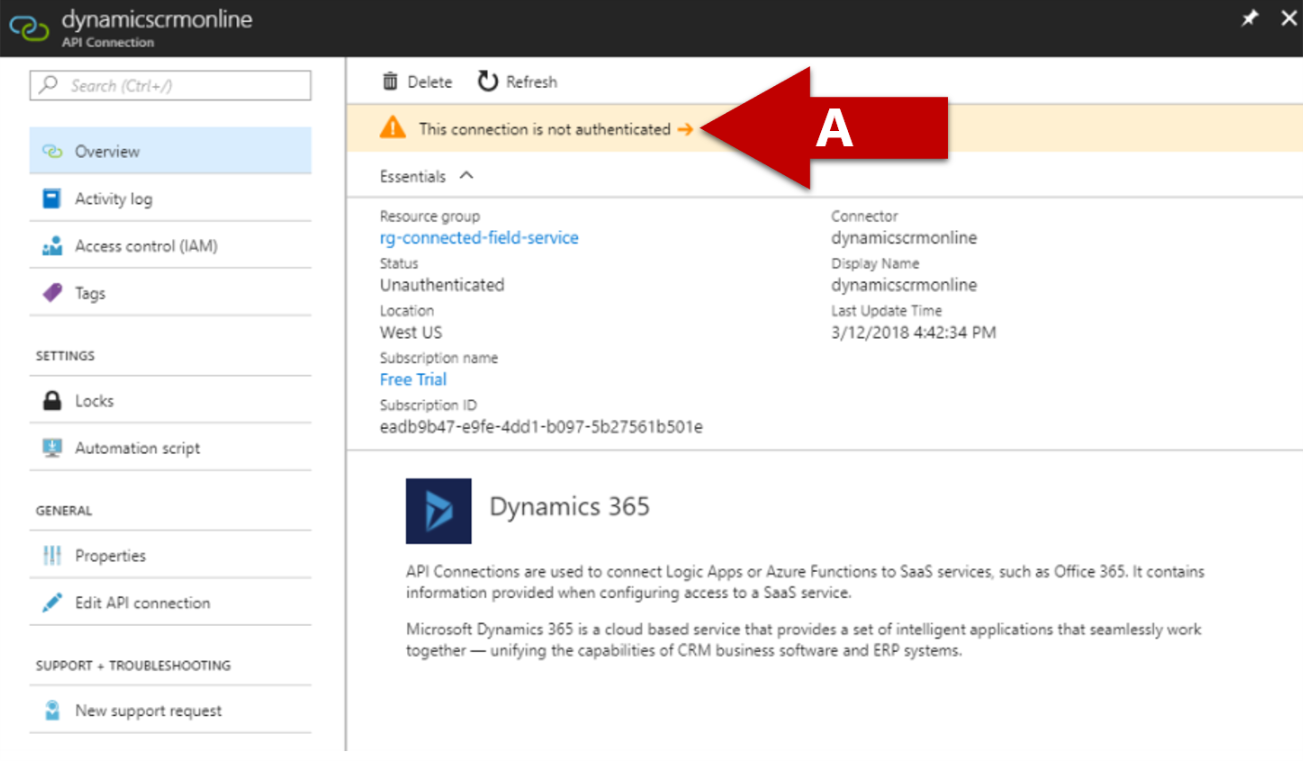 dynamicscrmonline
API Connection
Search (Ctrl+/)
Overview
Activity log
Access control (IAM)
Tags
SETTINGS
Locks
Automation script
GENERAL
Properties
Edit API connection
SUPPORT + TROUBLESHOOTING
New support request
Delete
Refresh
This connection is not authenticated →
A
Essentials
Resource group
rg-connected-field-service
Status
Unauthenticated
Location
West US
Subscription name
Free Trial
Subscription ID
eadb9b47-e9fe-4dd1-b097-5b27561b501e
Connector
dynamicscrmonline
Display Name
dynamicscrmonline
Last Update Time
3/12/2018 4:42:34 PM
Dynamics 365
API Connections are used to connect Logic Apps or Azure Functions to SaaS services, such as Office 365. It contains
information provided when configuring access to a SaaS service.
Microsoft Dynamics 365 is a cloud based service that provides a set of intelligent applications that seamlessly work
together — unifying the capabilities of CRM business software and ERP systems.